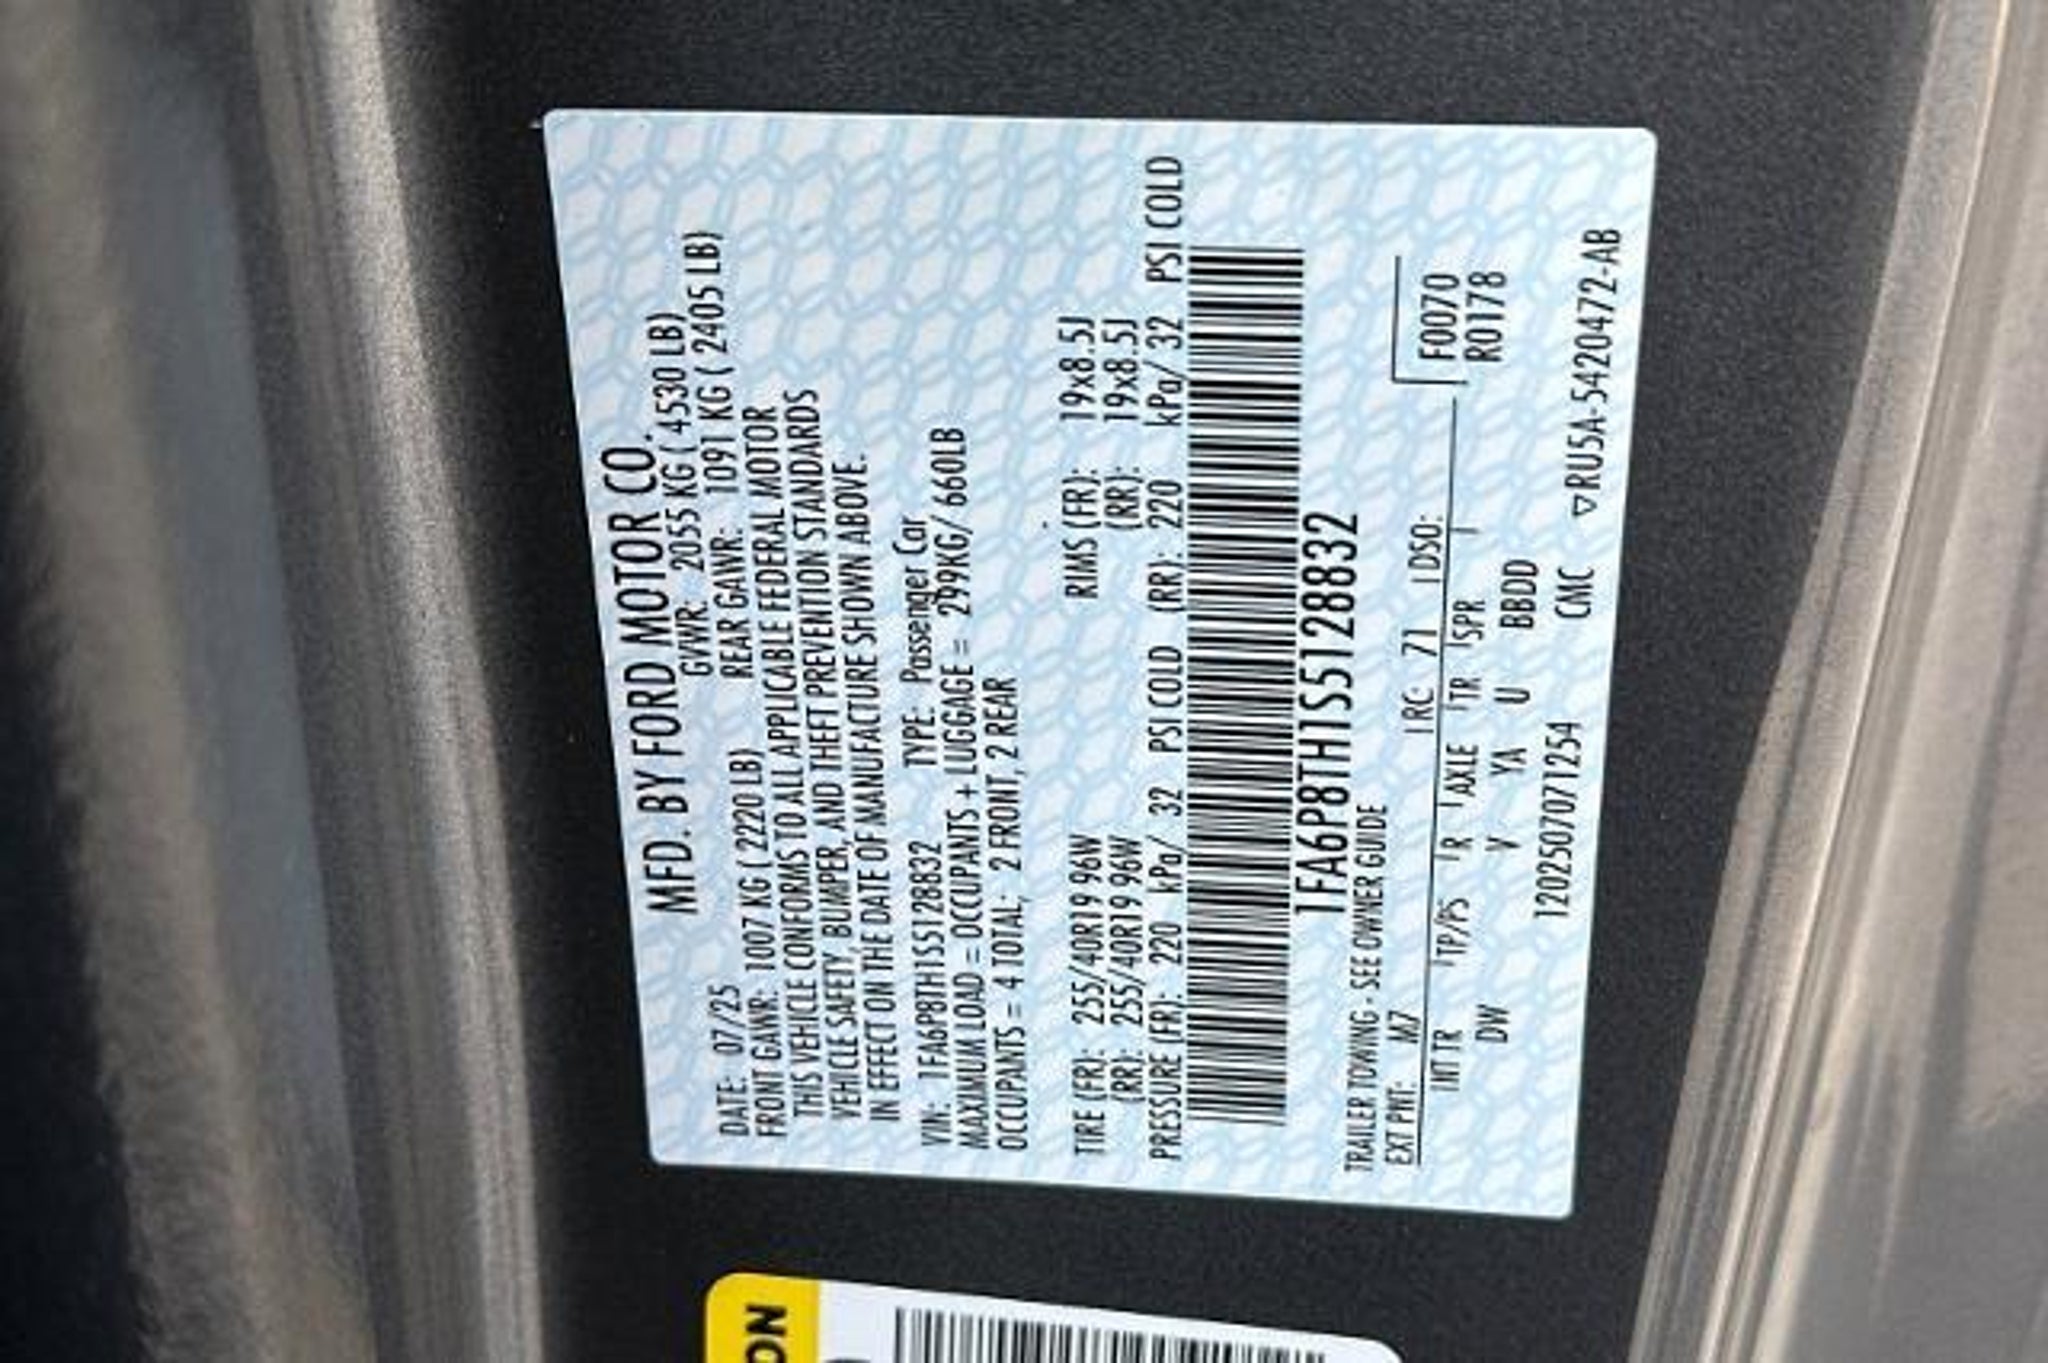 MFD. BY FORD MOTOR CO.
DATE: 07/25 GVWR: 2055 KG ( 4530 LB)
FRONT GAWR: 1007 KG ( 2220 LB) REAR GAWR: 1091 KG ( 2405 LB)
THIS VEHICLE CONFORMS TO ALL APPLICABLE FEDERAL MOTOR
VEHICLE SAFETY, BUMPER, AND THEFT PREVENTION STANDARDS
IN EFFECT ON THE DATE OF MANUFACTURE SHOWN ABOVE.
VIN: 1FA6P8TH1S5128832 TYPE: Passenger Car
MAXIMUM LOAD = OCCUPANTS + LUGGAGE = 299KG/ 660LB
OCCUPANTS = 4 TOTAL; 2 FRONT, 2 REAR
TIRE (FR): 255/40R19 96W RIMS (FR): 19x8.5J
(RR): 255/40R19 96W (RR): 19x8.5J
PRESSURE (FR): 220 kPa/ 32 PSI COLD (RR): 220 kPa/ 32 PSI COLD
1FA6P8TH1S5128832
TRAILER TOWING - SEE OWNER GUIDE
EXT PNT: M7 RC 71 DSO:
F0070
R0178
INT TR TP/PS R AXLE TR SPR
DW V YA U BBDD
12025070 71254 CMC ▽RU5A-5420472-AB
ON